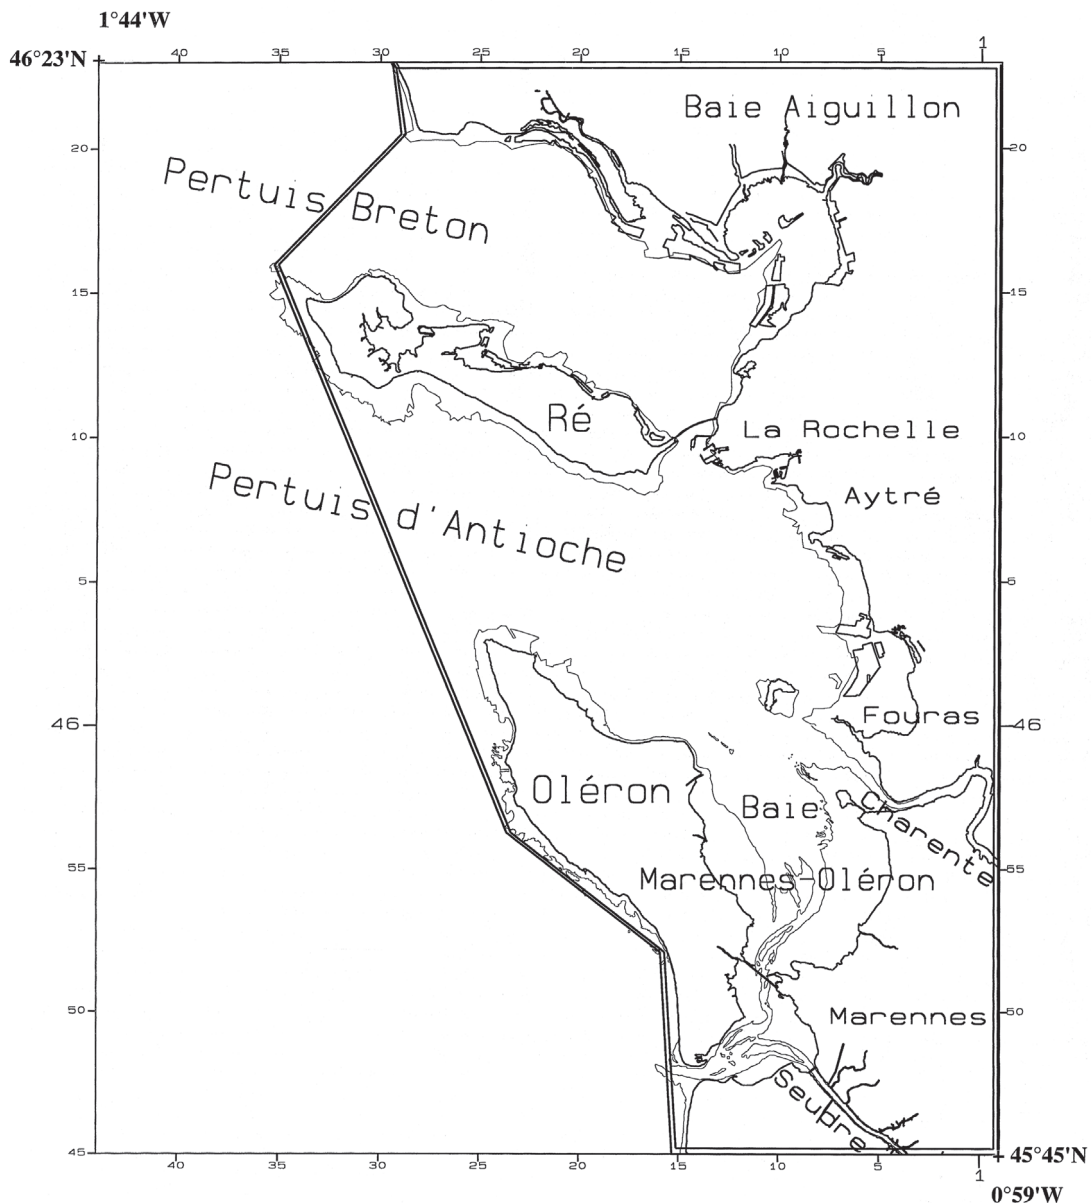 1°44'W
46°23'N
40 35 30 25 20 15 10 5 1
Baie Aiguillon
20 20
Pertuis Breton
15 15
Ré
La Rochelle
10 10
Pertuis d'Antioche
Aytré
5 5
46 Fouras 46
Oléron
Baie
Charente
55 55
Marennes-Oléron
50 50
Marennes
Seudre
45
45°45'N
40 35 30 25 20 15 10 5 1
0°59'W